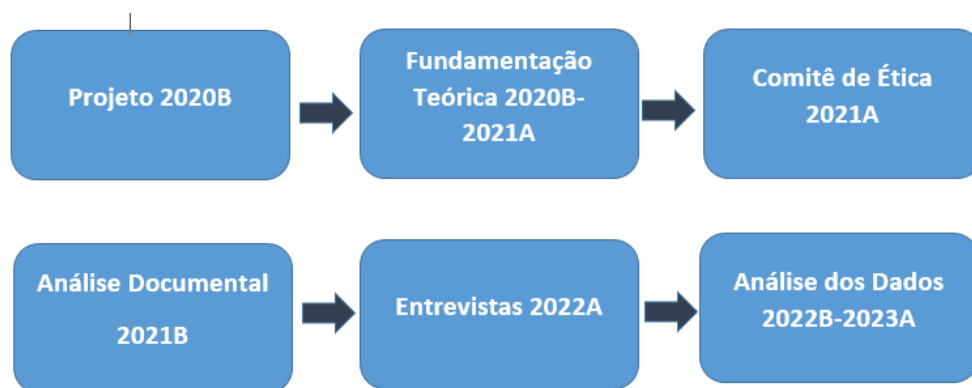 Projeto 2020B
Fundamentação
Teórica 2020B-
2021A
Comitê de Ética
2021A
Análise Documental
2021B
Entrevistas 2022A
Análise dos Dados
2022B-2023A